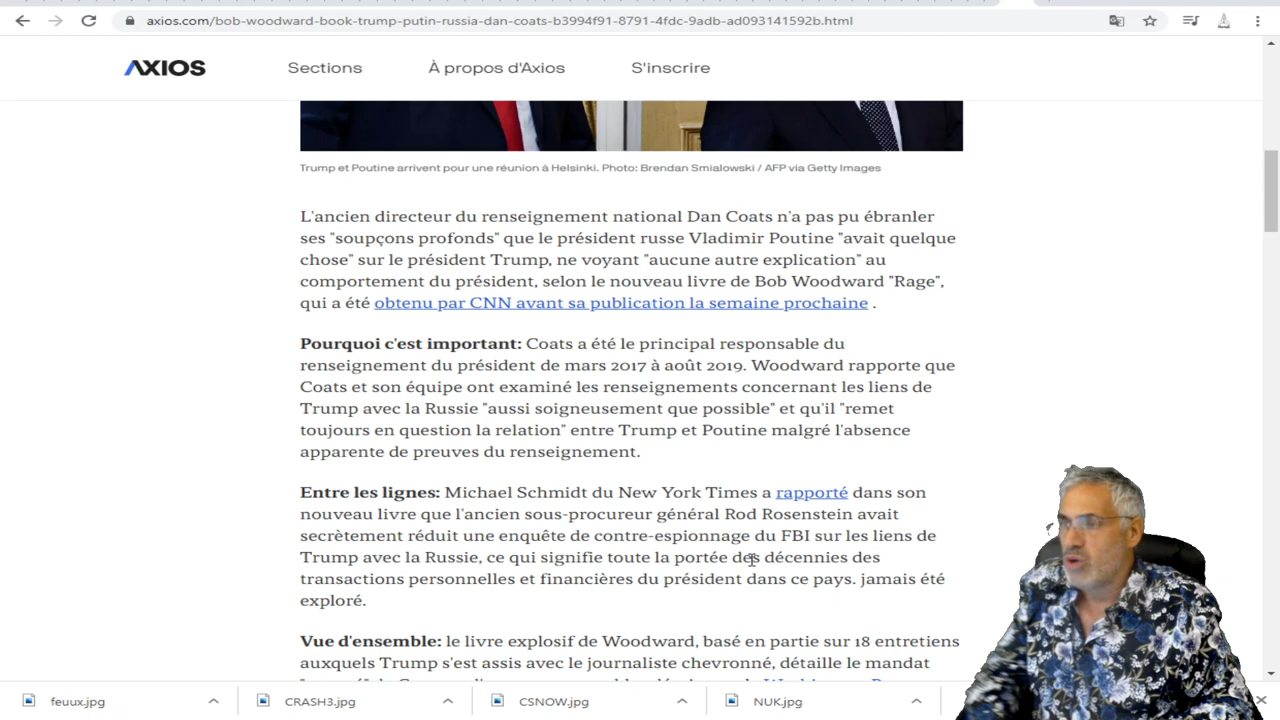 axios.com/bob-woodward-book-trump-putin-russia-dan-coats-b3994f91-8791-4fdc-9adb-ad093141592b.html
AXIOS Sections À propos d'Axios S'inscrire
Trump et Poutine arrivent pour une réunion à Helsinki. Photo: Brendan Smialowski / AFP via Getty Images
L'ancien directeur du renseignement national Dan Coats n'a pas pu ébranler
ses "soupçons profonds" que le président russe Vladimir Poutine "avait quelque
chose" sur le président Trump, ne voyant "aucune autre explication" au
comportement du président, selon le nouveau livre de Bob Woodward "Rage",
qui a été obtenu par CNN avant sa publication la semaine prochaine .
Pourquoi c'est important: Coats a été le principal responsable du
renseignement du président de mars 2017 à août 2019. Woodward rapporte que
Coats et son équipe ont examiné les renseignements concernant les liens de
Trump avec la Russie "aussi soigneusement que possible" et qu'il "remet
toujours en question la relation" entre Trump et Poutine malgré l'absence
apparente de preuves du renseignement.
Entre les lignes: Michael Schmidt du New York Times a rapporté dans son
nouveau livre que l'ancien sous-procureur général Rod Rosenstein avait
secrètement réduit une enquête de contre-espionnage du FBI sur les liens de
Trump avec la Russie, ce qui signifie toute la portée des décennies des
transactions personnelles et financières du président dans ce pays. jamais été
exploré.
Vue d'ensemble: le livre explosif de Woodward, basé en partie sur 18 entretiens
auxquels Trump s'est assis avec le journaliste chevronné, détaille le mandat
feuux.jpg CRASH3.jpg CSNOW.jpg NUK.jpg